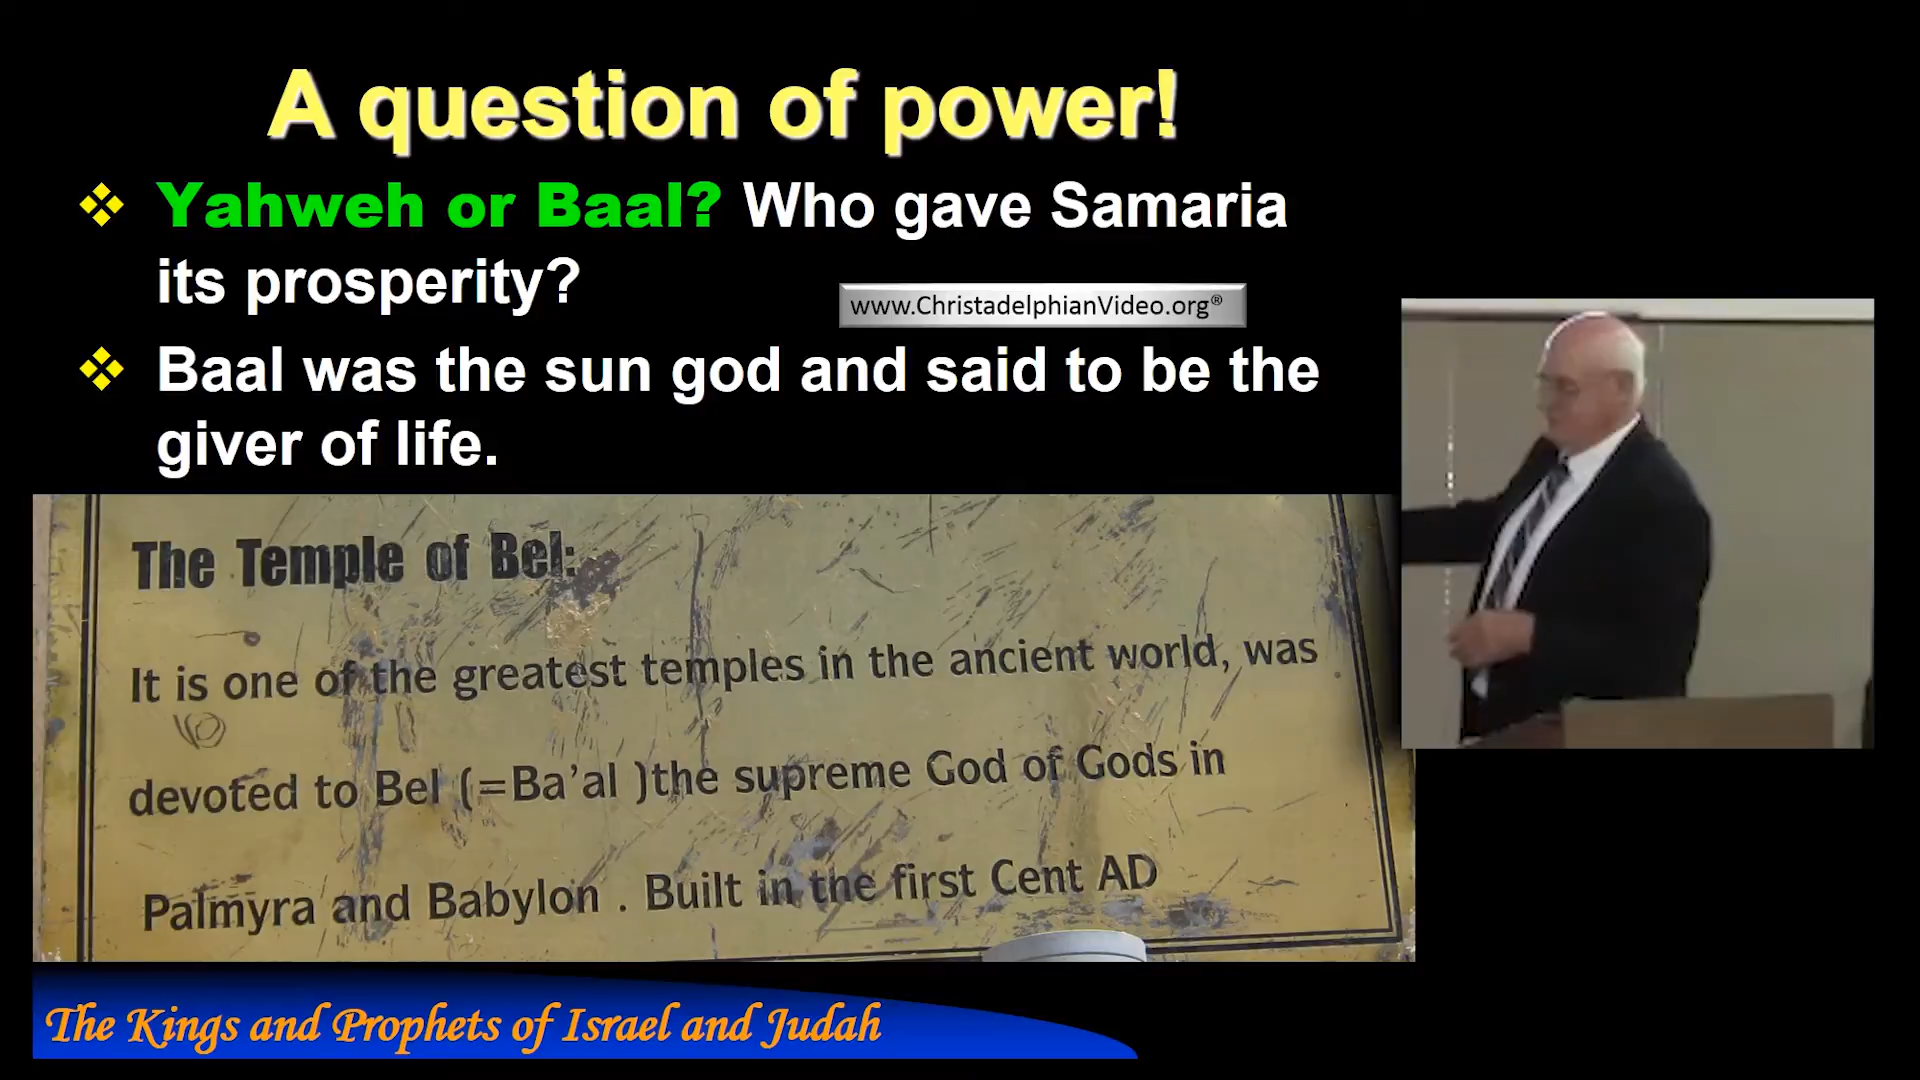 A question of power!
Yahweh or Baal? Who gave Samaria
its prosperity?
www.ChristadelphianVideo.org®
Baal was the sun god and said to be the
giver of life.
The Temple of Bel:
It is one of the greatest temples in the ancient world, was
devoted to Bel (=Ba'al )the supreme God of Gods in
Palmyra and Babylon . Built in the first Cent AD
The Kings and Prophets of Israel and Judah